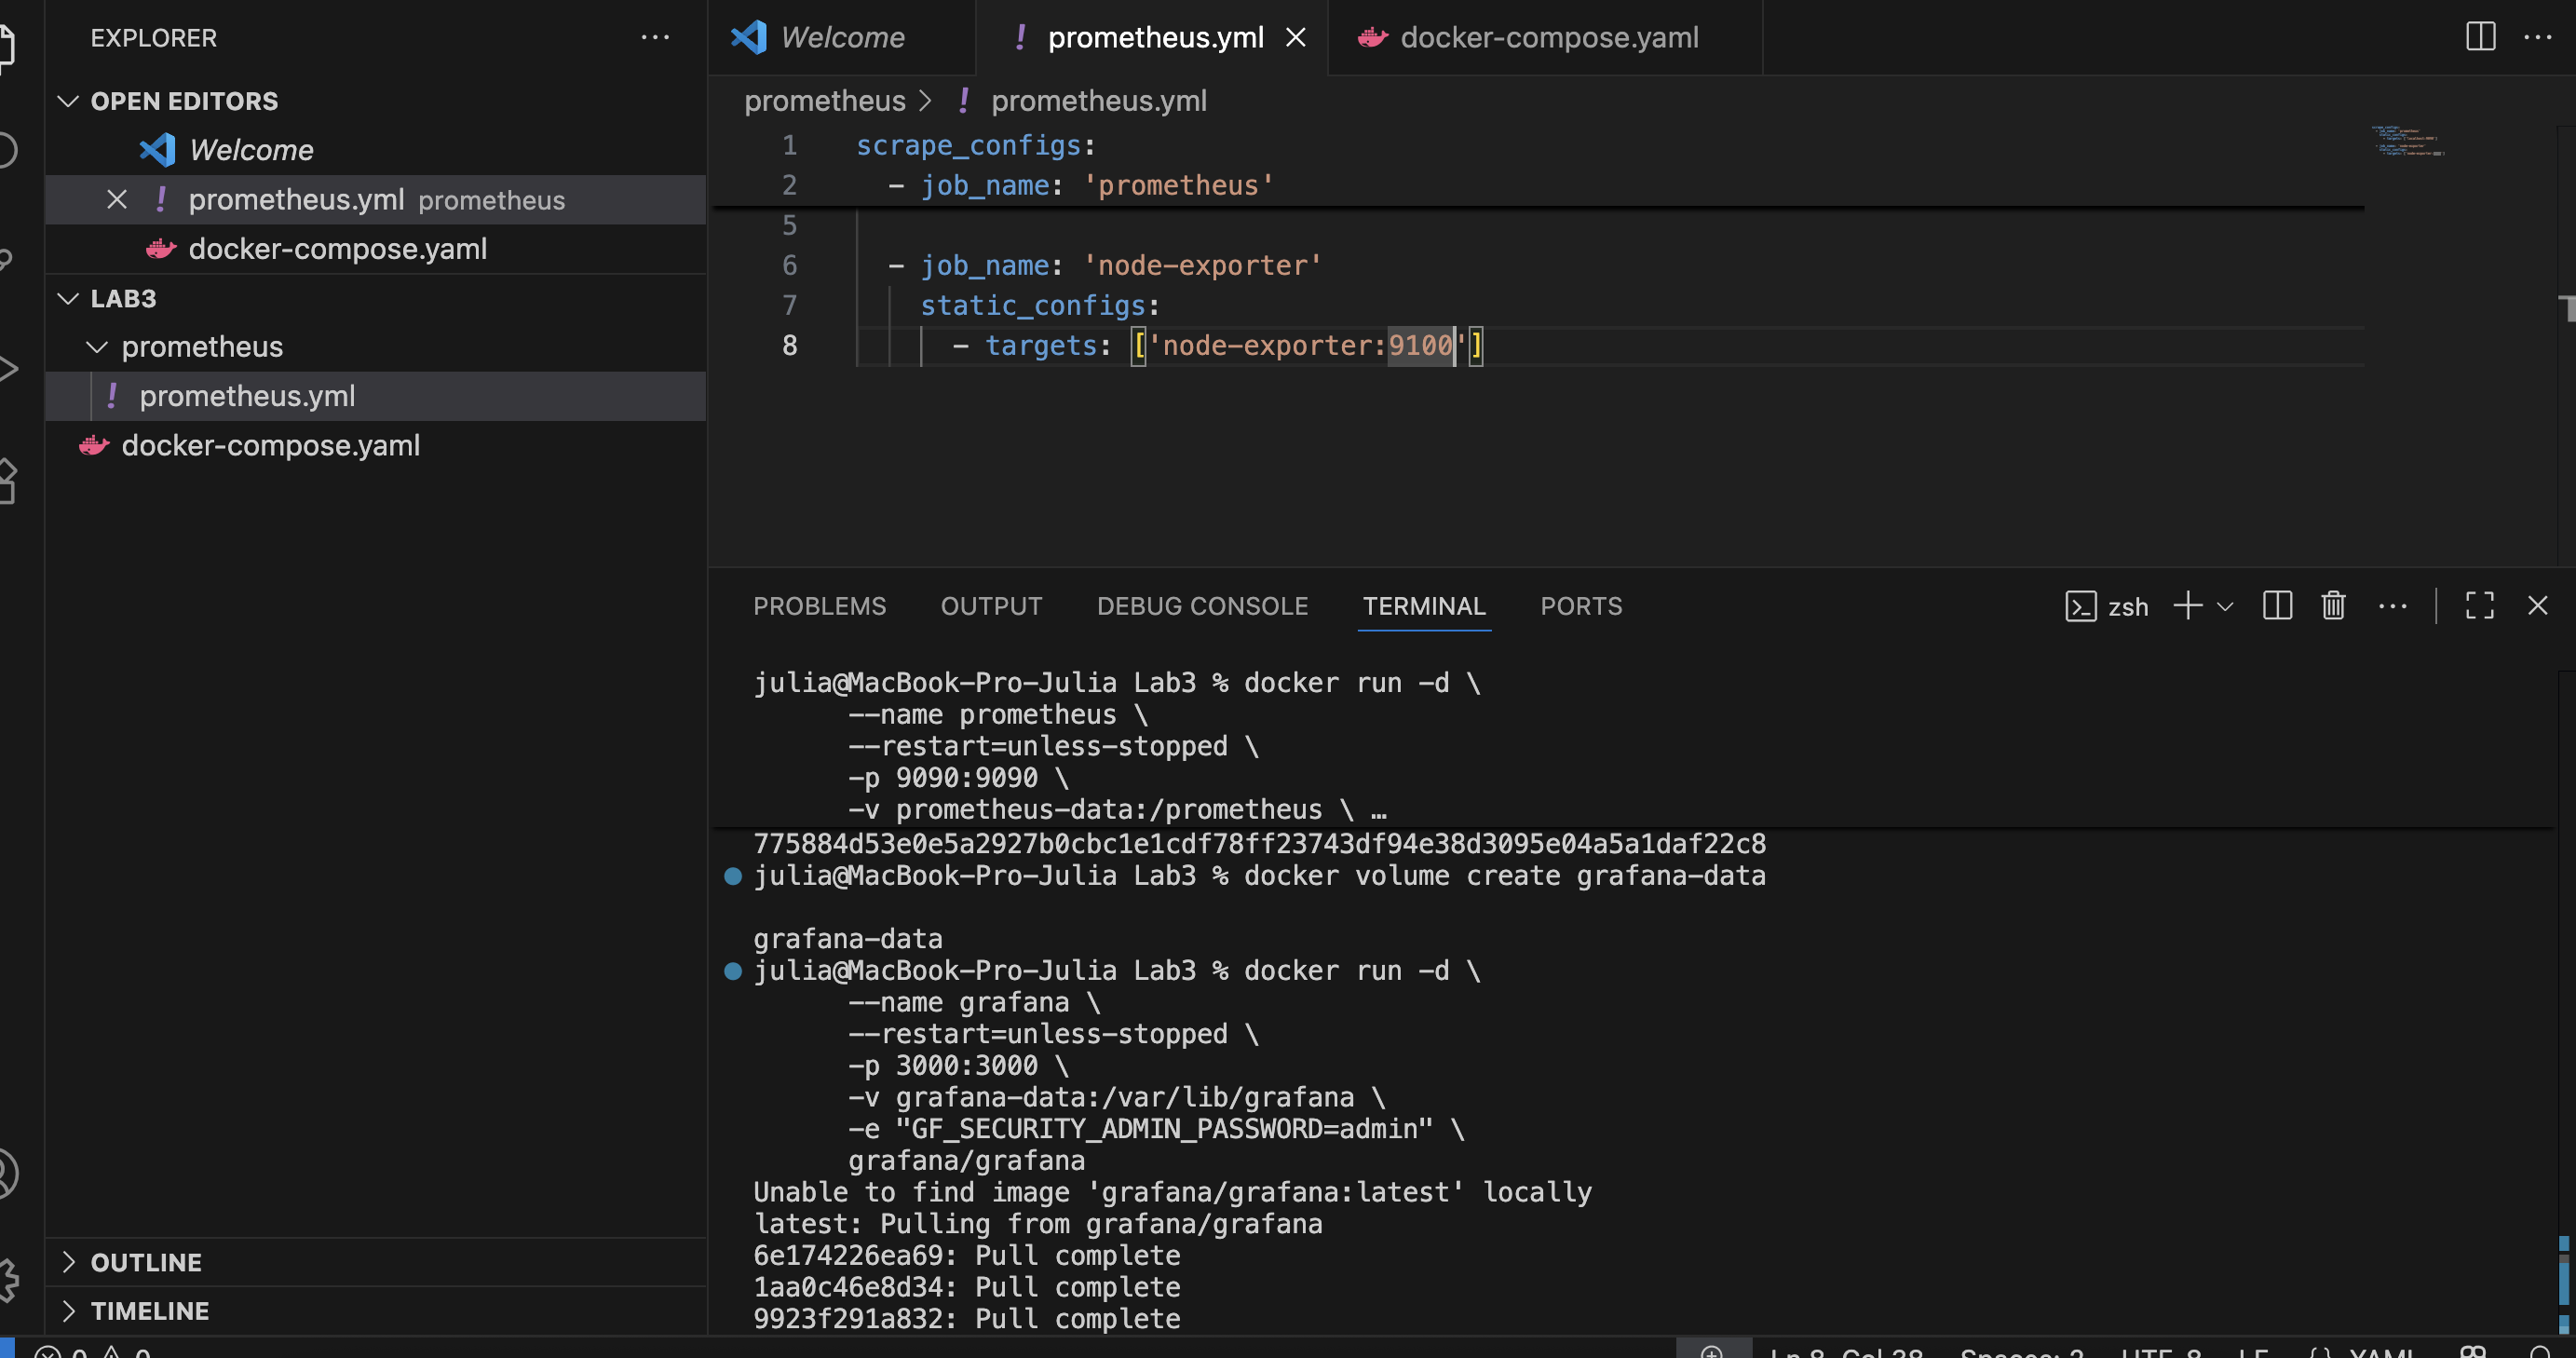 EXPLORER
OPEN EDITORS
Welcome
prometheus.yml prometheus
docker-compose.yaml
LAB3
prometheus
prometheus.yml
docker-compose.yaml
OUTLINE
TIMELINE
Welcome
prometheus.yml
docker-compose.yaml
prometheus > prometheus.yml
1 scrape_configs:
2 - job_name: 'prometheus'
5
6 - job_name: 'node-exporter'
7 static_configs:
8 - targets: ['node-exporter:9100']
PROBLEMS OUTPUT DEBUG CONSOLE TERMINAL PORTS
zsh
julia@MacBook-Pro-Julia Lab3 % docker run -d \
--name prometheus \
--restart=unless-stopped \
-p 9090:9090 \
-v prometheus-data:/prometheus \ …
775884d53e0e5a2927b0cbc1e1cdf78ff23743df94e38d3095e04a5a1daf22c8
julia@MacBook-Pro-Julia Lab3 % docker volume create grafana-data
grafana-data
julia@MacBook-Pro-Julia Lab3 % docker run -d \
--name grafana \
--restart=unless-stopped \
-p 3000:3000 \
-v grafana-data:/var/lib/grafana \
-e "GF_SECURITY_ADMIN_PASSWORD=admin" \
grafana/grafana
Unable to find image 'grafana/grafana:latest' locally
latest: Pulling from grafana/grafana
6e174226ea69: Pull complete
1aa0c46e8d34: Pull complete
9923f291a832: Pull complete
0 0 Ln 8, Col 38 Spaces: 2 UTF-8 LF {} YAML